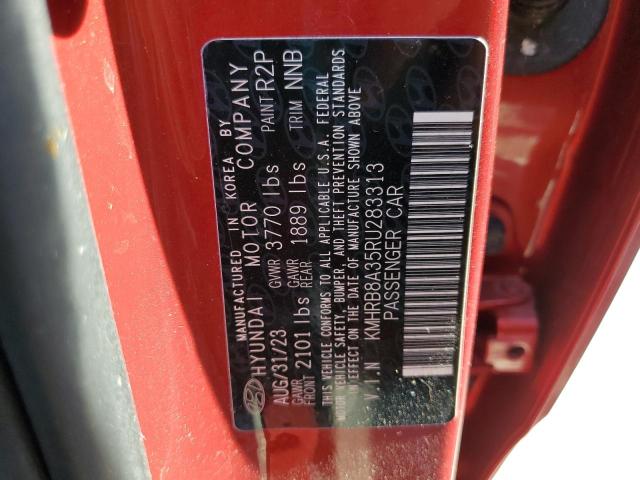 MANUFACTURED IN KOREA BY
HYUNDAI MOTOR COMPANY
AUG/31/23 GVWR 3770 lbs PAINT R2P
GAWR FRONT 2101 lbs GAWR REAR 1889 lbs TRIM NNB
THIS VEHICLE CONFORMS TO ALL APPLICABLE U.S.A. FEDERAL
MOTOR VEHICLE SAFETY, BUMPER, AND THEFT PREVENTION STANDARDS
IN EFFECT ON THE DATE OF MANUFACTURE SHOWN ABOVE
V I N KMHRB8A35RU283313
PASSENGER CAR